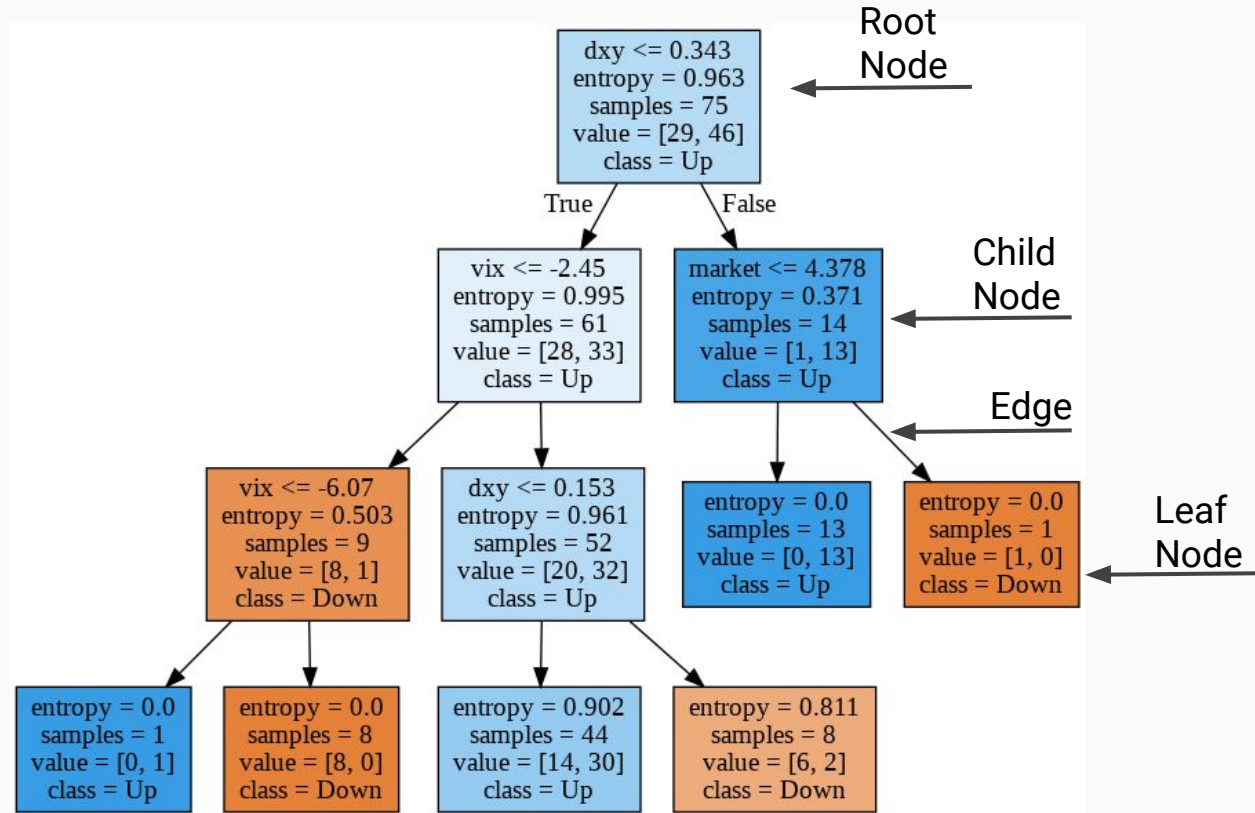 Root
Node
dxy <= 0.343
entropy = 0.963
samples = 75
value = [29, 46]
class = Up
True
False
Child
Node
vix <= -2.45
entropy = 0.995
samples = 61
value = [28, 33]
class = Up
market <= 4.378
entropy = 0.371
samples = 14
value = [1, 13]
class = Up
Edge
vix <= -6.07
entropy = 0.503
samples = 9
value = [8, 1]
class = Down
dxy <= 0.153
entropy = 0.961
samples = 52
value = [20, 32]
class = Up
entropy = 0.0
samples = 13
value = [0, 13]
class = Up
entropy = 0.0
samples = 1
value = [1, 0]
class = Down
Leaf
Node
entropy = 0.0
samples = 1
value = [0, 1]
class = Up
entropy = 0.0
samples = 8
value = [8, 0]
class = Down
entropy = 0.902
samples = 44
value = [14, 30]
class = Up
entropy = 0.811
samples = 8
value = [6, 2]
class = Down